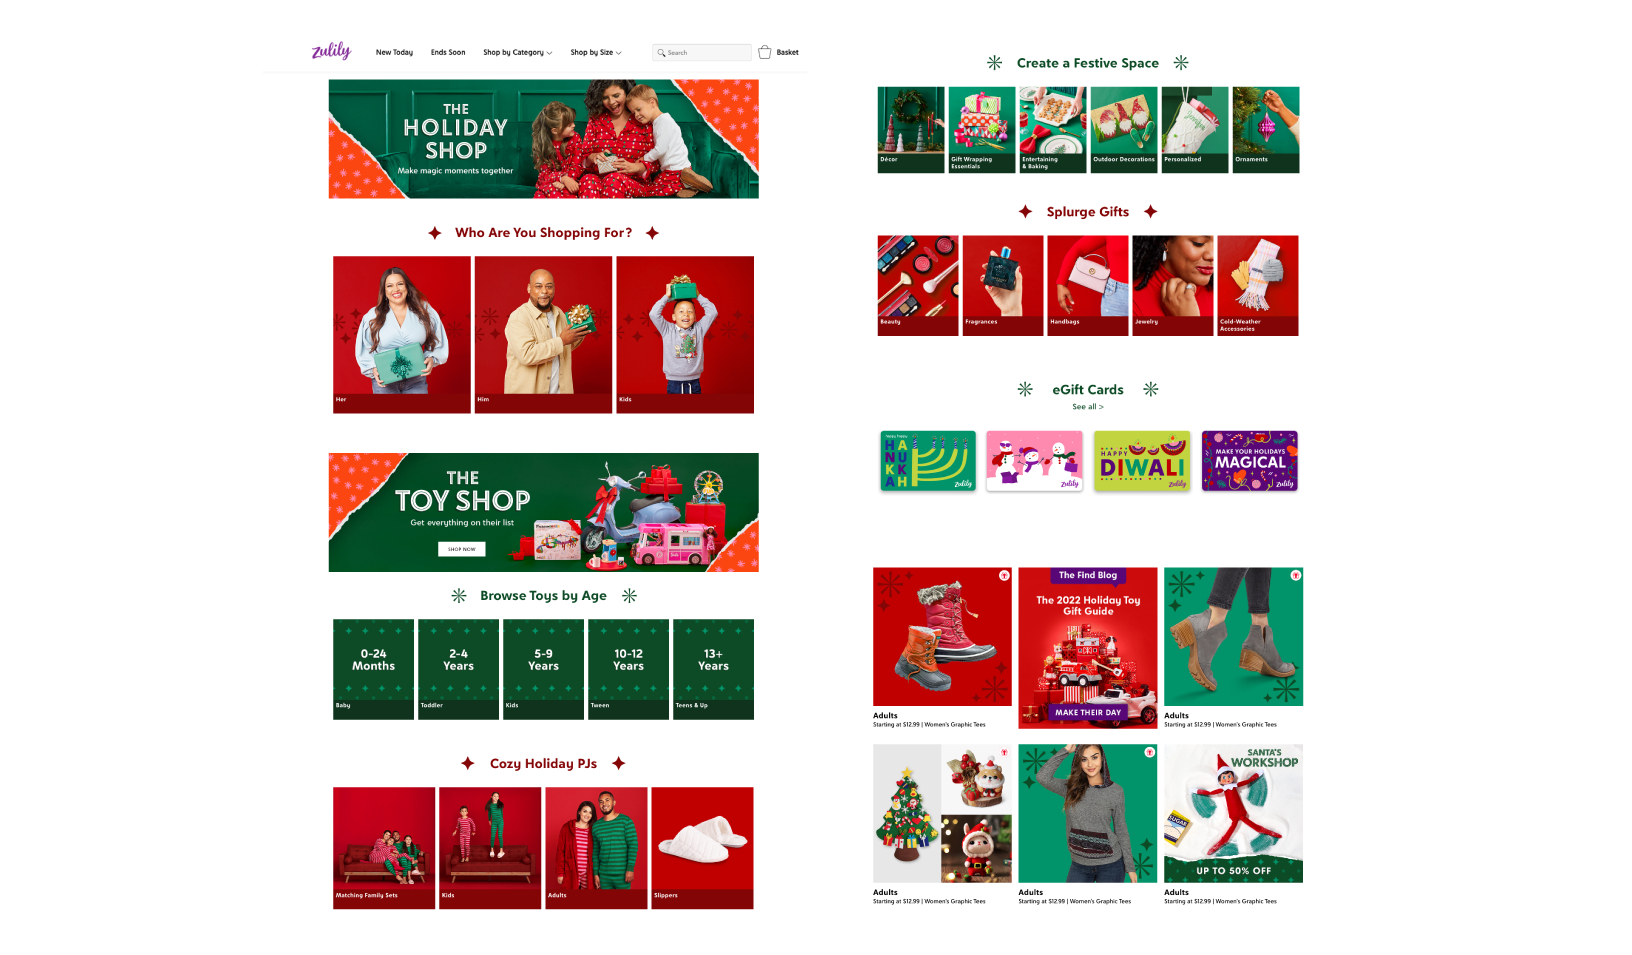 zulily
New Today
Ends Soon
Shop by Category
Shop by Size
Search
Basket
THE
HOLIDAY
SHOP
Make magic moments together
Who Are You Shopping For?
Her
Him
Kids
THE
TOY SHOP
Get everything on their list
SHOP NOW
Browse Toys by Age
0-24
Months
2-4
Years
5-9
Years
10-12
Years
13+
Years
Baby
Toddler
Kids
Tween
Teens & Up
Cozy Holiday PJs
Matching Family Sets
Kids
Adults
Slippers
Create a Festive Space
Décor
Gift Wrapping
Essentials
Entertaining
& Baking
Outdoor Decorations
Personalized
Ornaments
Splurge Gifts
Beauty
Fragrances
Handbags
Jewelry
Cold-Weather
Accessories
eGift Cards
See all >
HA
NU
NK
UK
KA
AH
zulily
zulily
HAPPY
DIWALI
zulily
MAKE YOUR HOLIDAYS
MAGICAL
zulily
The Find Blog
The 2022 Holiday Toy
Gift Guide
MAKE THEIR DAY
Adults
Starting at $12.99 | Women's Graphic Tees
Adults
Starting at $12.99 | Women's Graphic Tees
SANTA'S
WORKSHOP
SUGAR
UP TO 50% OFF
Adults
Starting at $12.99 | Women's Graphic Tees
Adults
Starting at $12.99 | Women's Graphic Tees
Adults
Starting at $12.99 | Women's Graphic Tees